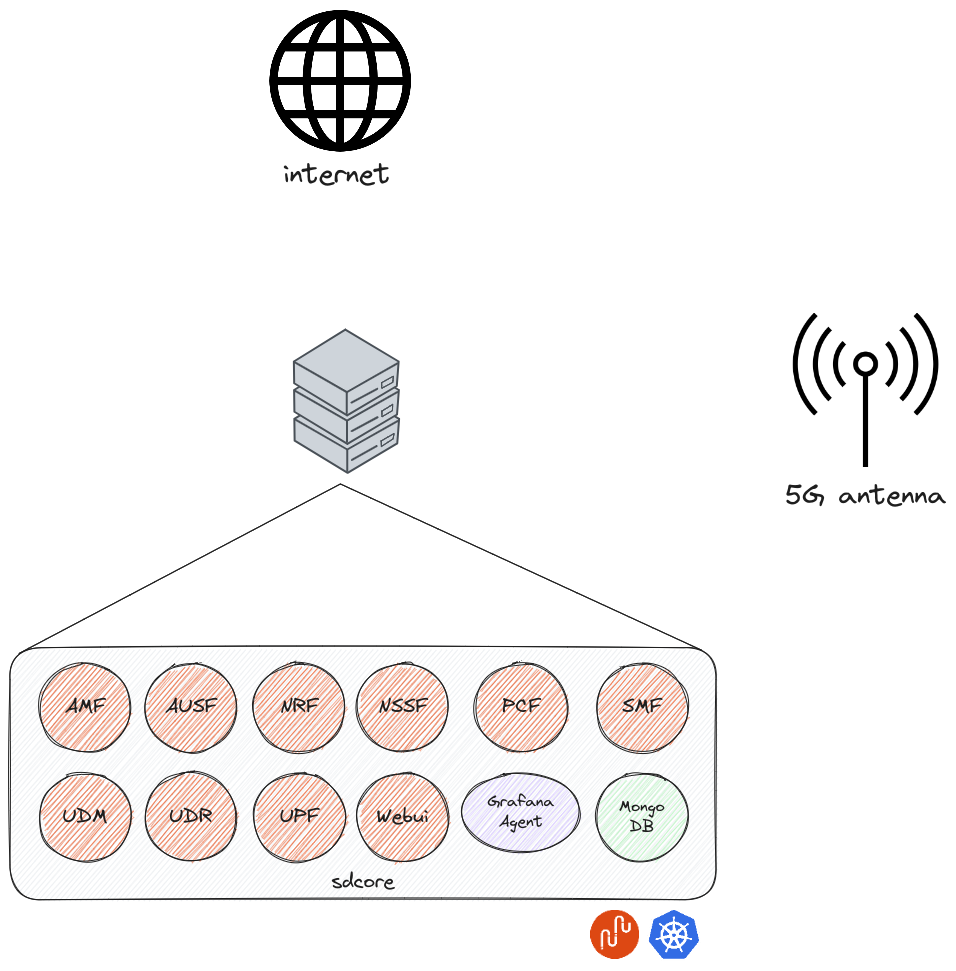 internet
5G antenna
AMF
AUSF
NRF
NSSF
PCF
SMF
UDM
UDR
UPF
Webui
Grafana
Agent
Mongo
DB
sdcore